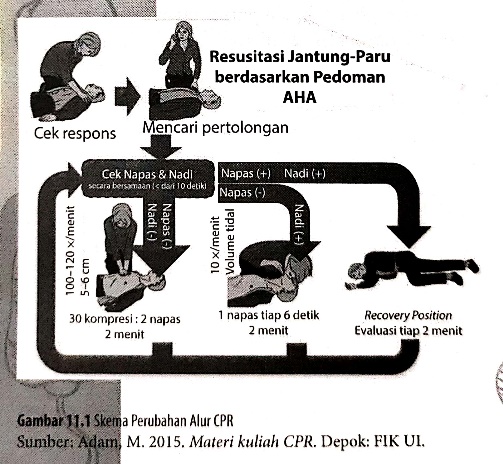 Resusitasi Jantung-Paru
berdasarkan Pedoman
AHA
Cek respons
Mencari pertolongan
Cek Napas & Nadi
secara bersamaan (< dari 10 detik)
Napas (+) Nadi (+)
Napas (-)
Nadi (+)
Napas (-)
Nadi (-)
100–120 x/menit
5–6 cm
30 kompresi : 2 napas
2 menit
10 x/menit
Volume tidal
1 napas tiap 6 detik
2 menit
Recovery Position
Evaluasi tiap 2 menit
Gambar 11.1 Skema Perubahan Alur CPR
Sumber: Adam, M. 2015. Materi kuliah CPR. Depok: FIK UI.